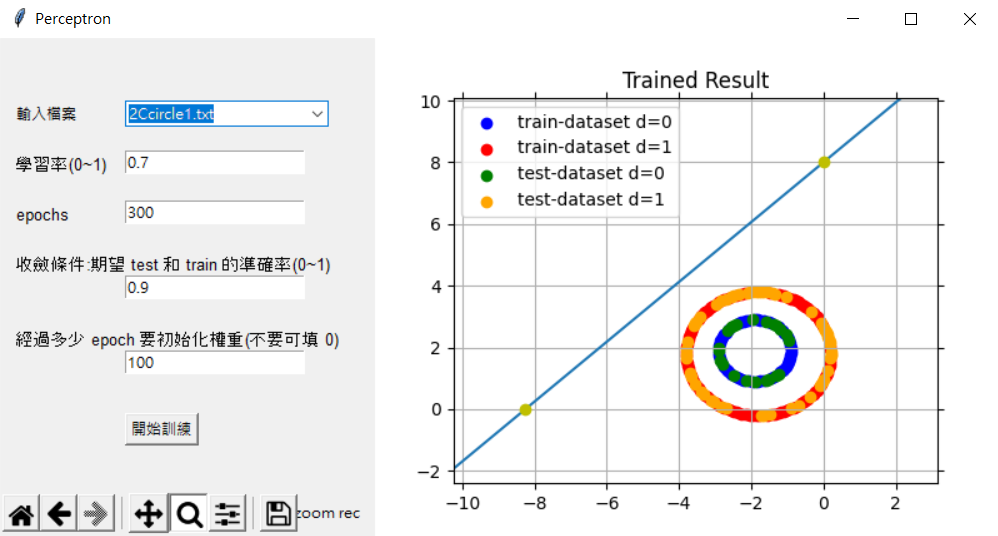 Perceptron
輸入檔案
2Ccircle1.txt
學習率(0~1)
0.7
epochs
300
收斂條件:期望 test 和 train 的準確率(0~1)
0.9
經過多少 epoch 要初始化權重(不要可填 0)
100
開始訓練
zoom rec
Trained Result
train-dataset d=0
train-dataset d=1
test-dataset d=0
test-dataset d=1
10
8
6
4
2
0
−2
−10
−8
−6
−4
−2
0
2